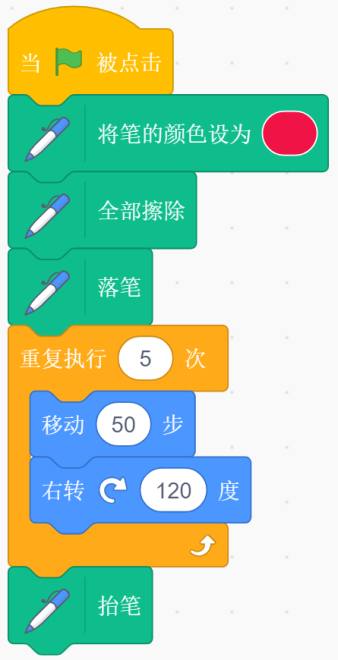 当 被点击
将笔的颜色设为
全部擦除
落笔
重复执行 5 次
移动 50 步
右转 120 度
抬笔